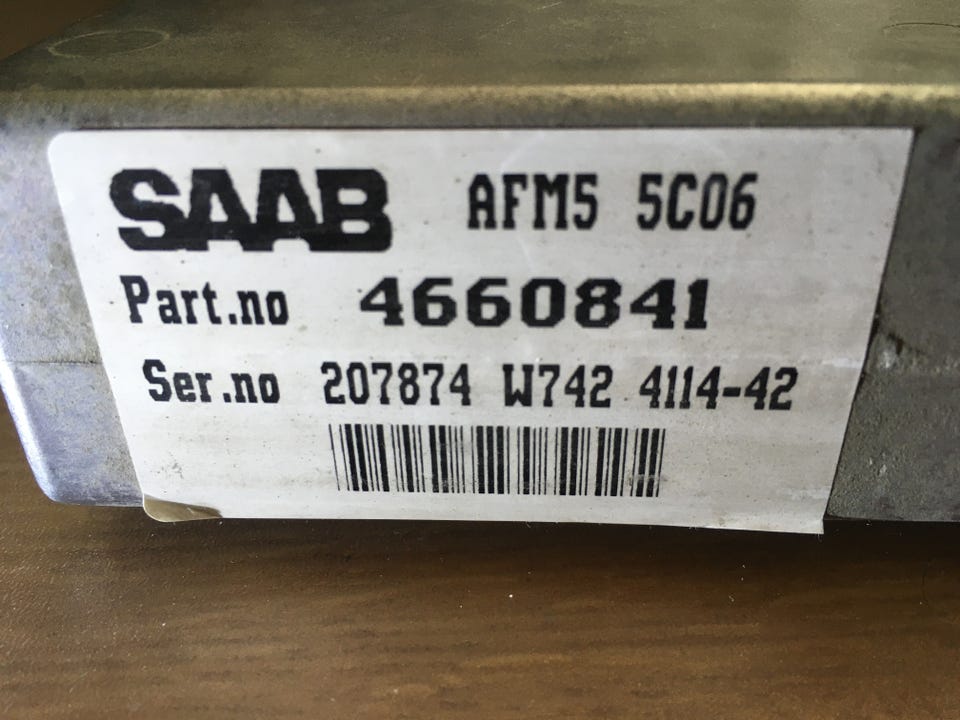 SAAB AFM5 5C06
Part.no 4660841
Ser.no 207874 W742 4114-42